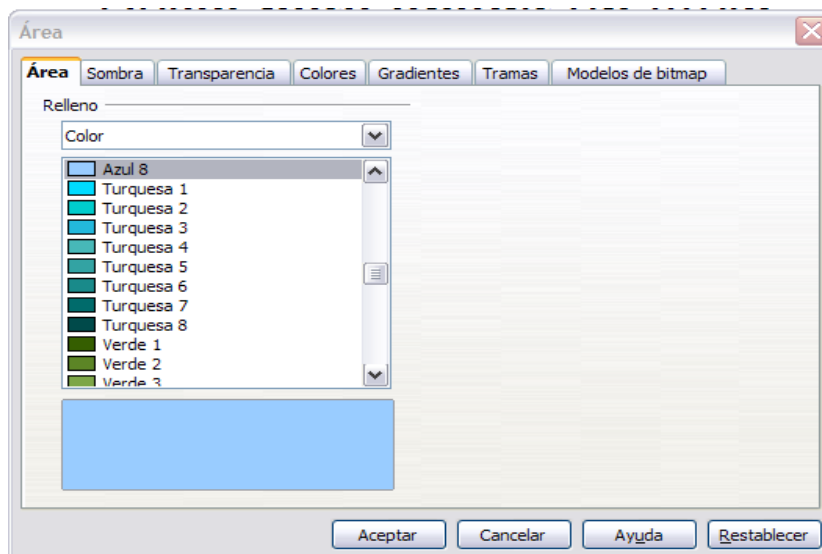 Área
Área Sombra Transparencia Colores Gradientes Tramas Modelos de bitmap
Relleno
Color
Azul 8
Turquesa 1
Turquesa 2
Turquesa 3
Turquesa 4
Turquesa 5
Turquesa 6
Turquesa 7
Turquesa 8
Verde 1
Verde 2
Verde 3
Aceptar Cancelar Ayuda Restablecer